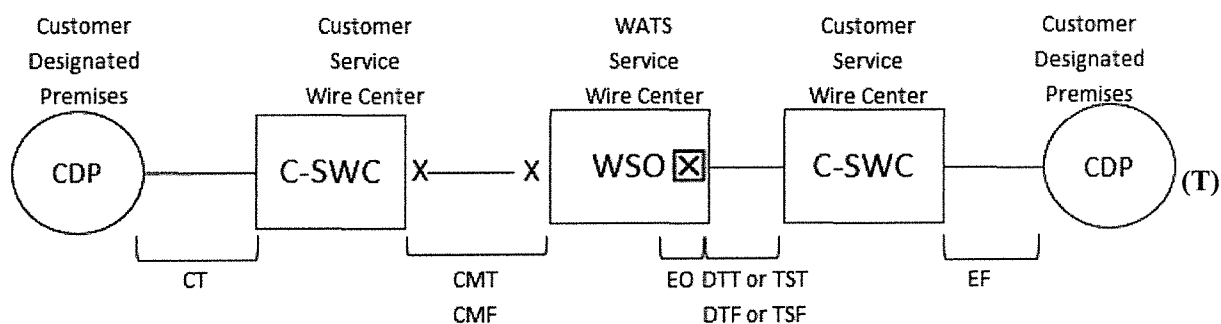 Customer Customer WATS Customer Customer
Designated Service Service Service Designated
Premises Wire Center Wire Center Wire Center Premises
CDP C-SWC X X WSO X C-SWC CDP (T)
CT CMT EO DTT or TST EF
CMF DTF or TSF